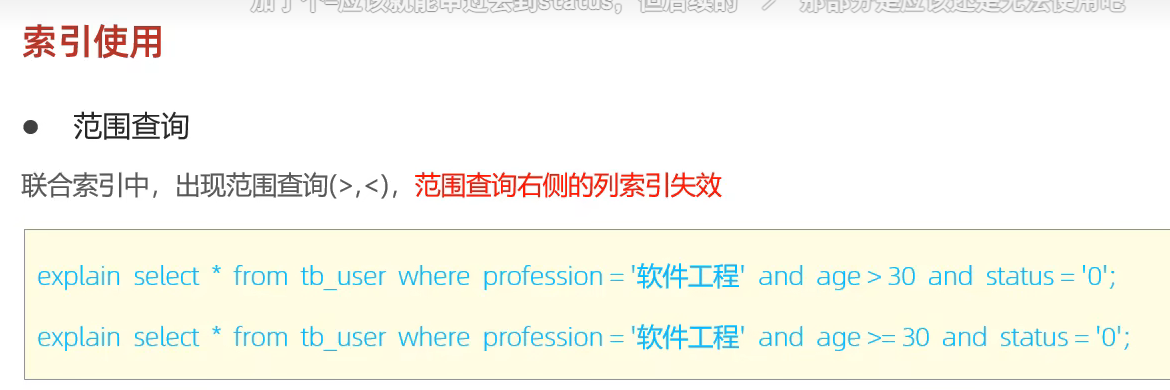 索引使用
● 范围查询
联合索引中，出现范围查询(>,<)，范围查询右侧的列索引失效
explain select * from tb_user where profession = '软件工程' and age > 30 and status = '0';
explain select * from tb_user where profession = '软件工程' and age >= 30 and status = '0';